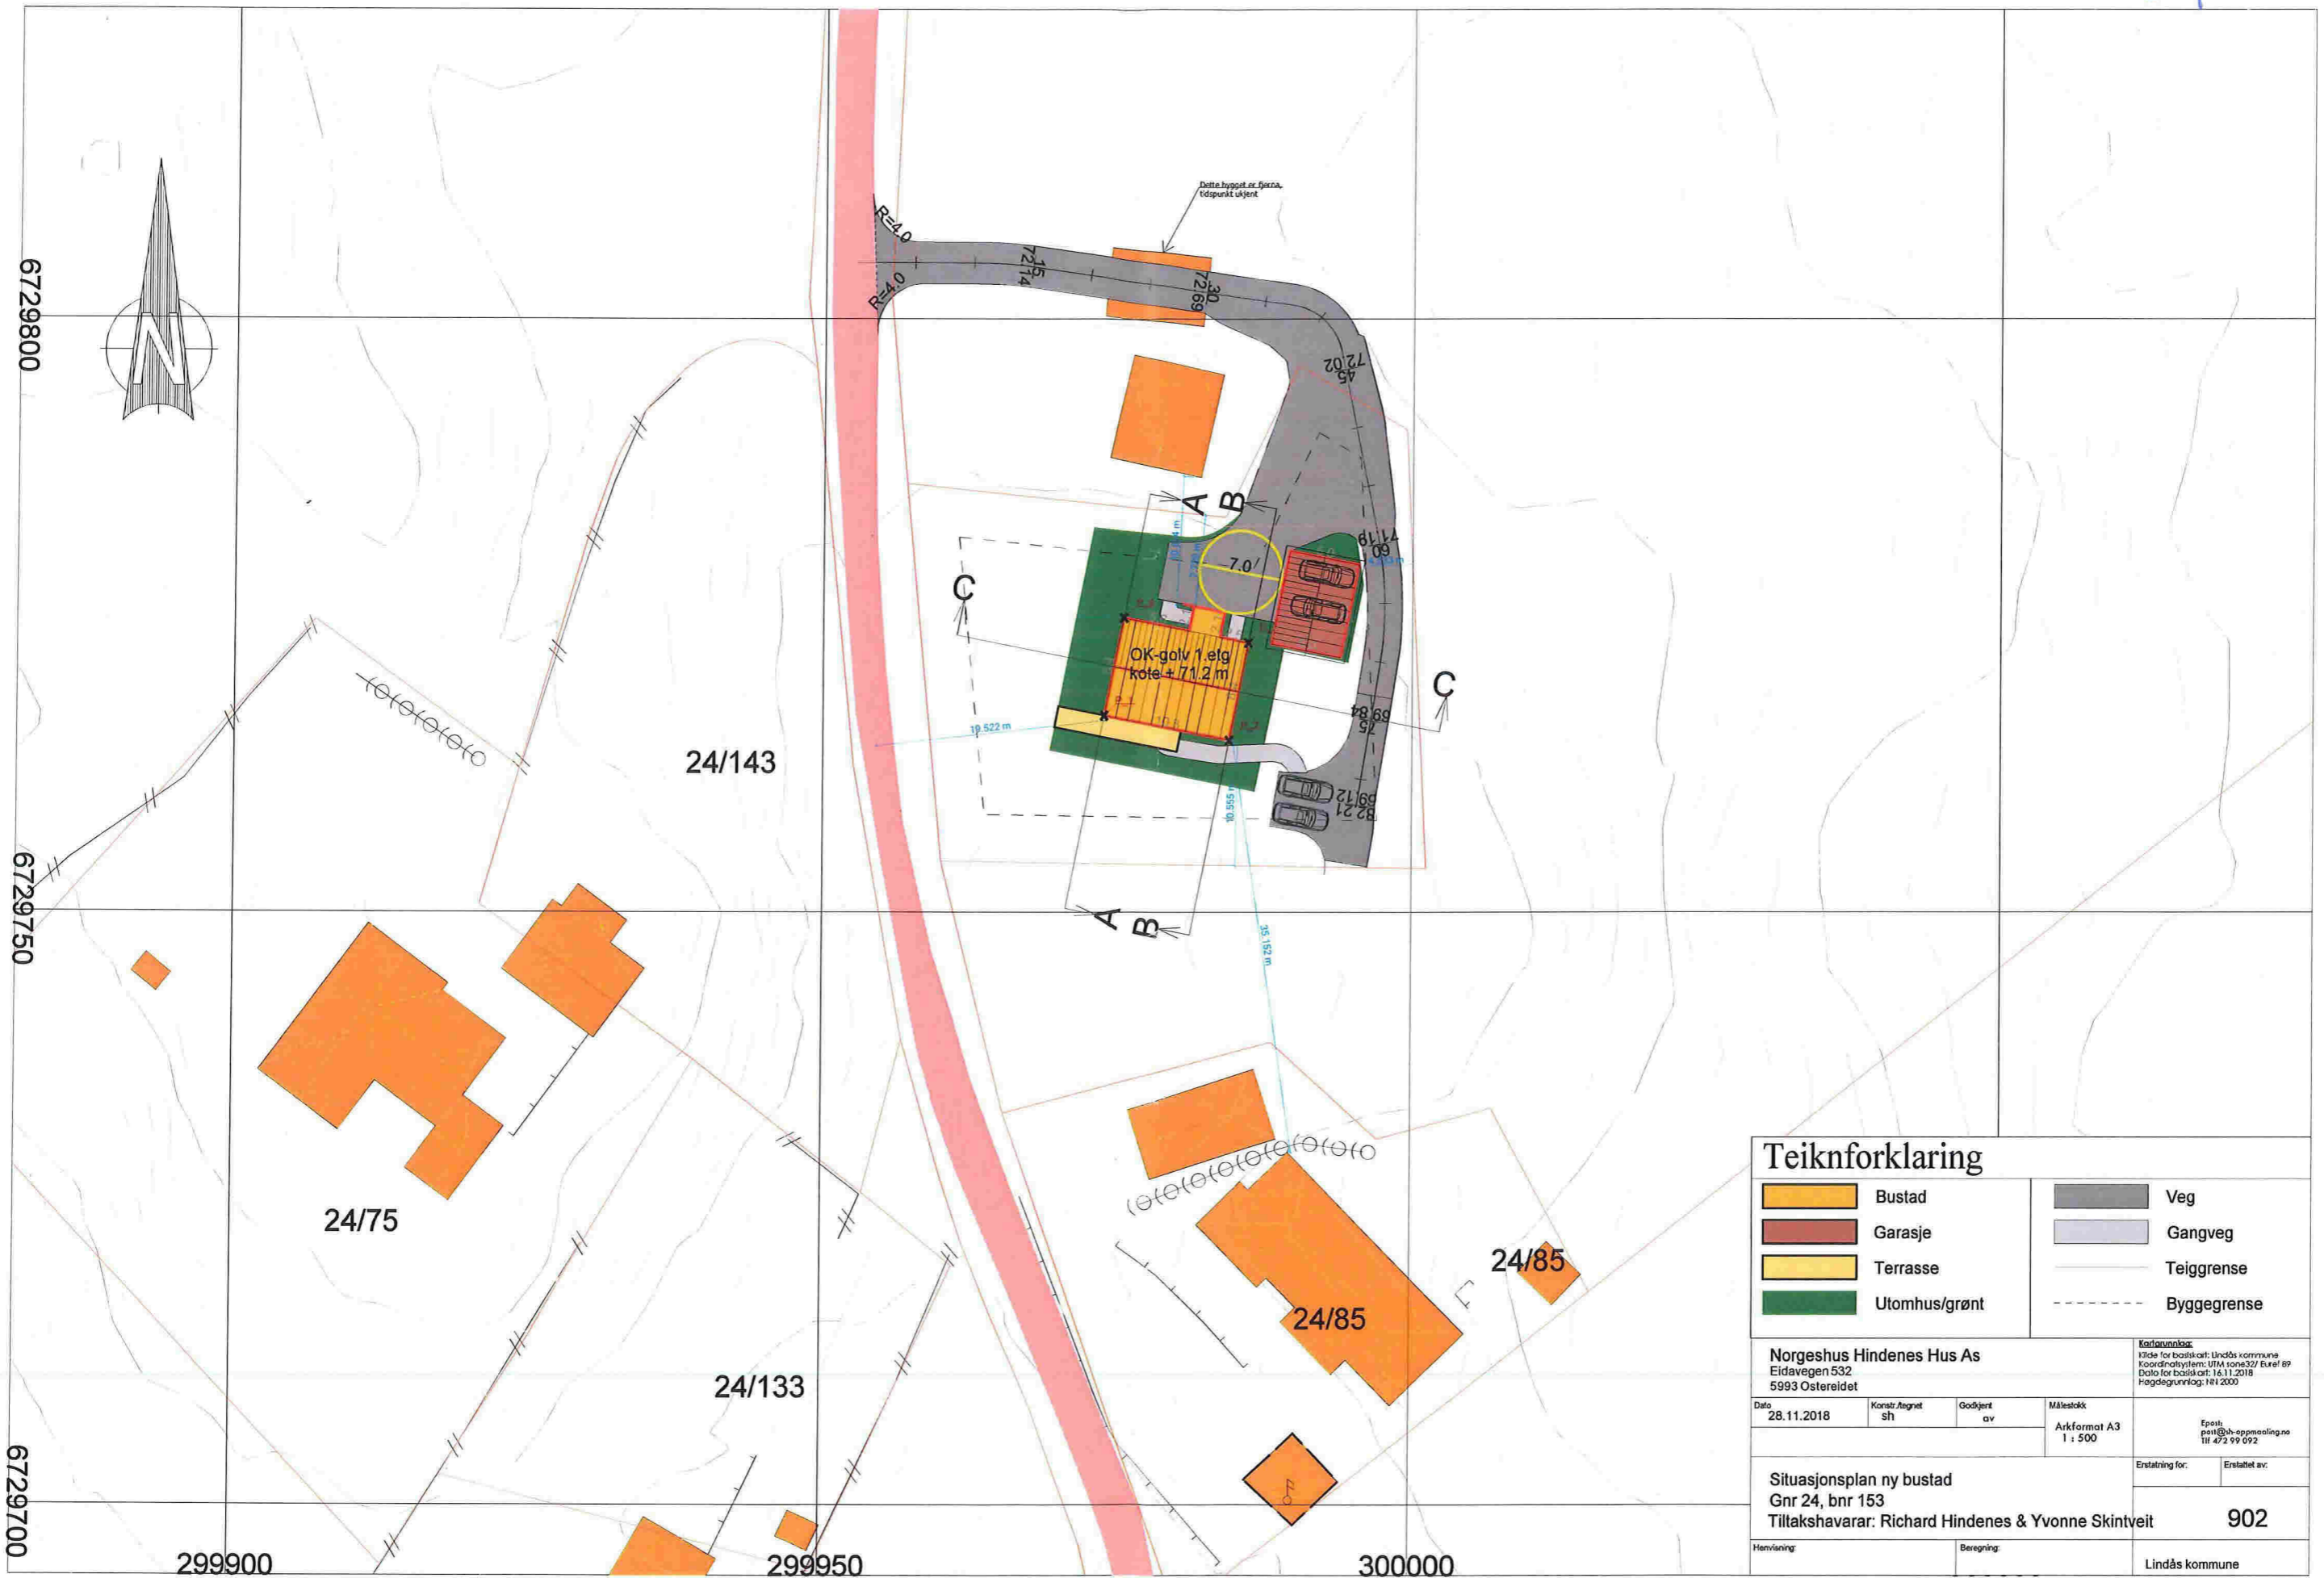 Dette bygget er fjerna,
tidspunkt ukjent
R=4.0
R=4.0
15
72.14
30
72.69
45
72.02
6729800
N
A
B
60
71.19
7.0
C
OK-golv 1.etg
kote + 71.2 m
C
75
69.84
19.522 m
10.8
24/143
82.21
69.12
10.555 m
6729750
A
B
35.152 m
24/75
24/85
24/85
24/133
6729700
299900
299950
300000
Teiknforklaring
Bustad
Veg
Garasje
Gangveg
Terrasse
Teiggrense
Utomhus/grønt
Byggegrense
Norgeshus Hindenes Hus As
Eidavegen 532
5993 Ostereidet
Kartgrunnlag:
Kilde for basiskart: Lindås kommune
Koordinatsystem: UTM sone32/ Euref 89
Dato for basiskart: 16.11.2018
Høgdegrunnlag: NN 2000
Dato
28.11.2018
Konstr./tegnet
sh
Godkjent
av
Målestokk
Arkformat A3
1 : 500
Epost:
post@sh-oppmaaling.no
Tlf 472 99 092
Situasjonsplan ny bustad
Gnr 24, bnr 153
Tiltakshavarar: Richard Hindenes & Yvonne Skintveit
Erstatning for:
Erstattet av:
902
Henvisning:
Beregning:
Lindås kommune